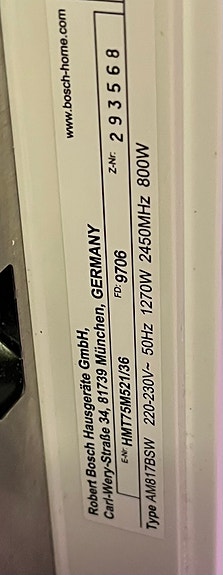 Robert Bosch Hausgeräte GmbH,
Carl-Wery-Straße 34, 81739 München, GERMANY
www.bosch-home.com
E-Nr. HMT75M521/36 FD: 9706 Z-Nr: 293568
Type AM817BSW 220-230V~ 50Hz 1270W 2450MHz 800W